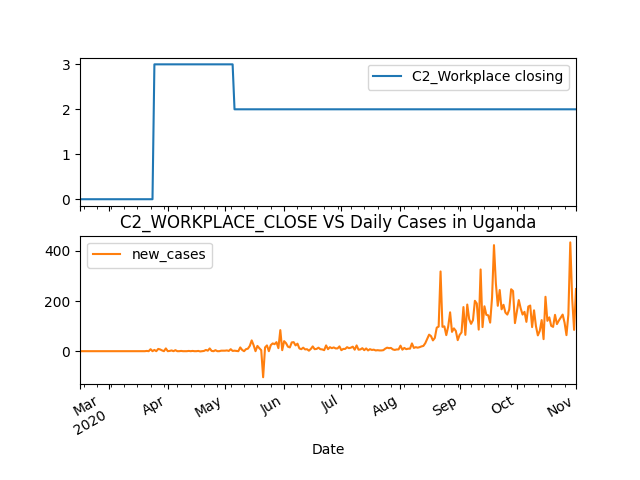 3
2
1
0
C2_Workplace closing
C2_WORKPLACE_CLOSE VS Daily Cases in Uganda
400
200
0
new_cases
Mar
2020
Apr
May
Jun
Jul
Aug
Sep
Oct
Nov
Date